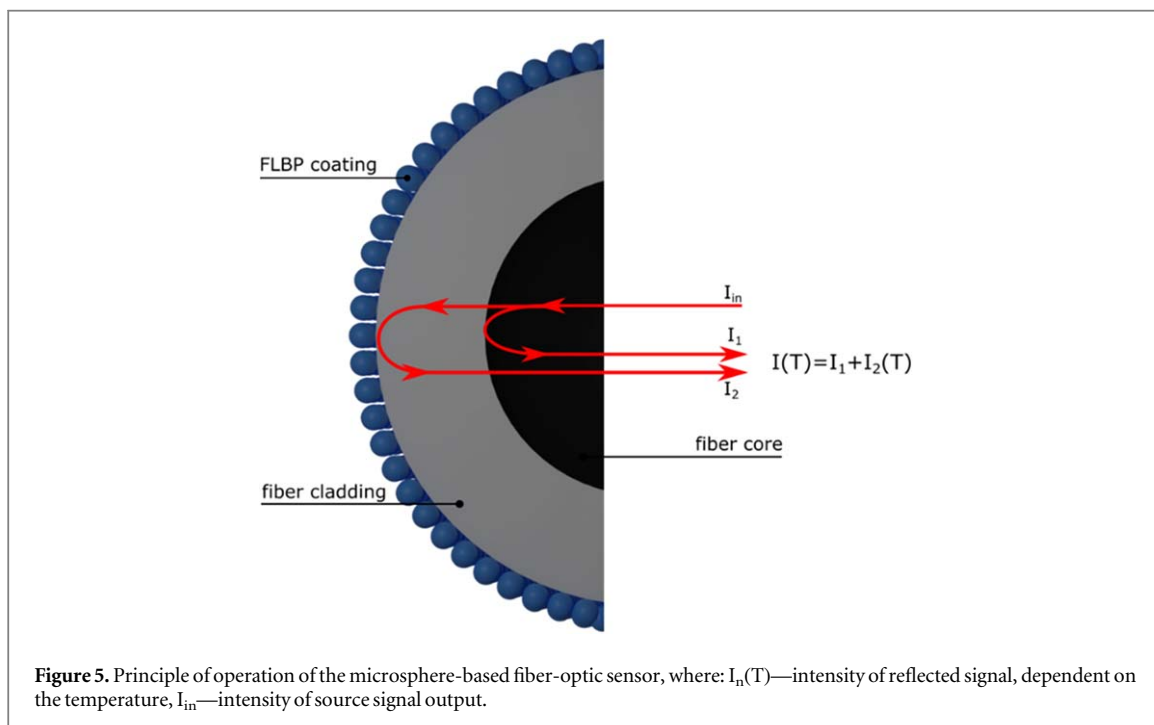 FLBP coating
I_in
I_1
I(T)=I_1+I_2(T)
I_2
fiber core
fiber cladding
Figure 5. Principle of operation of the microsphere-based fiber-optic sensor, where: I_n(T)—intensity of reflected signal, dependent on
the temperature, I_in—intensity of source signal output.